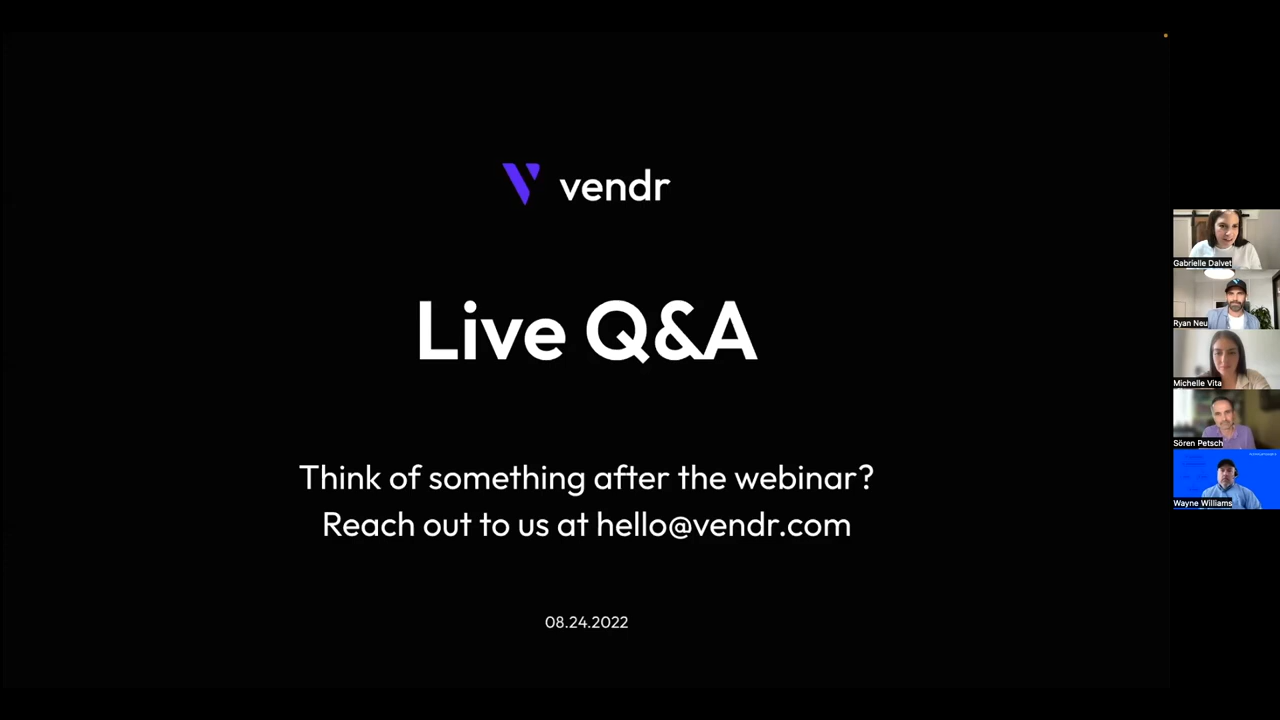 vendr
Live Q&A
Think of something after the webinar?
Reach out to us at hello@vendr.com
08.24.2022
Gabrielle Dalvet
Ryan Neu
Michelle Vita
Sören Petsch
Wayne Williams